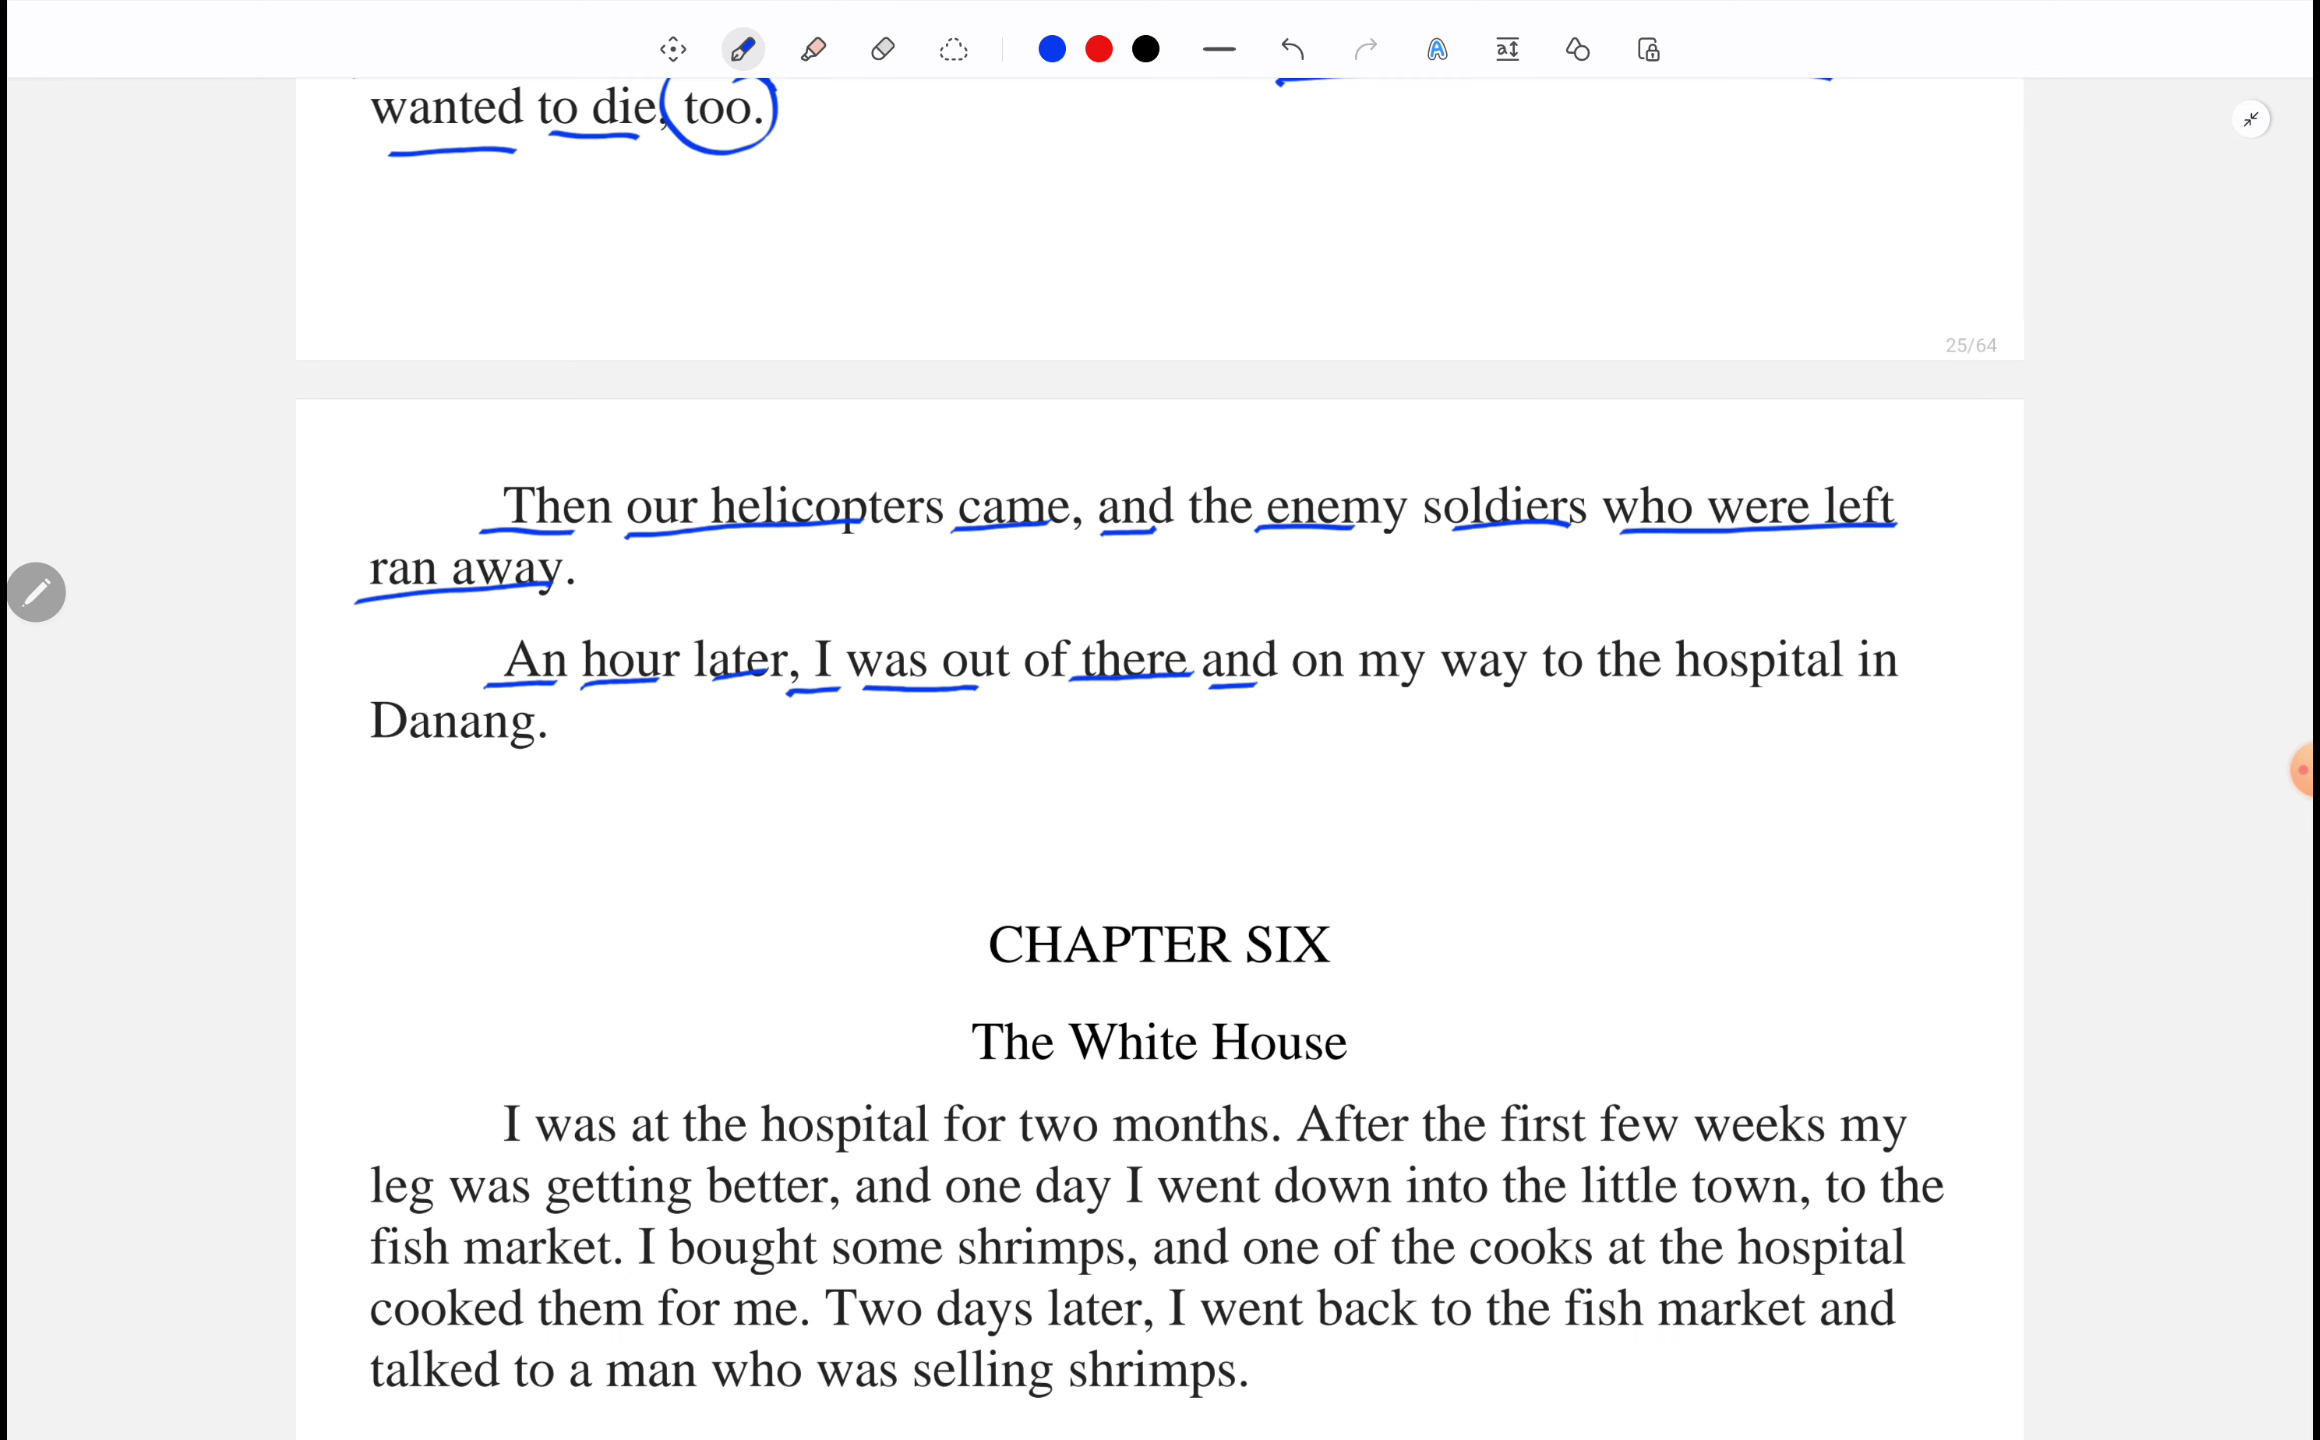 wanted to die, too.
25/64
Then our helicopters came, and the enemy soldiers who were left
ran away.
An hour later, I was out of there and on my way to the hospital in
Danang.
CHAPTER SIX
The White House
I was at the hospital for two months. After the first few weeks my
leg was getting better, and one day I went down into the little town, to the
fish market. I bought some shrimps, and one of the cooks at the hospital
cooked them for me. Two days later, I went back to the fish market and
talked to a man who was selling shrimps.